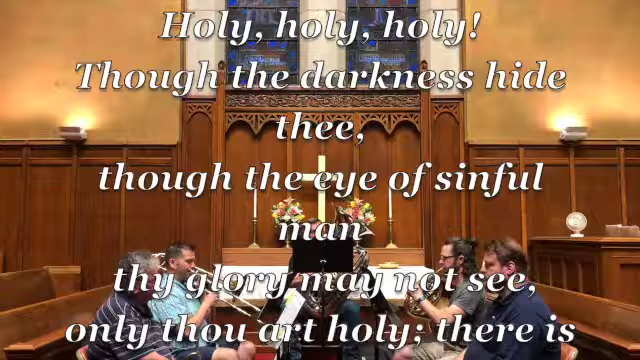 Holy, holy, holy!
Though the darkness hide
thee,
though the eye of sinful
man
thy glory may not see,
only thou art holy; there is